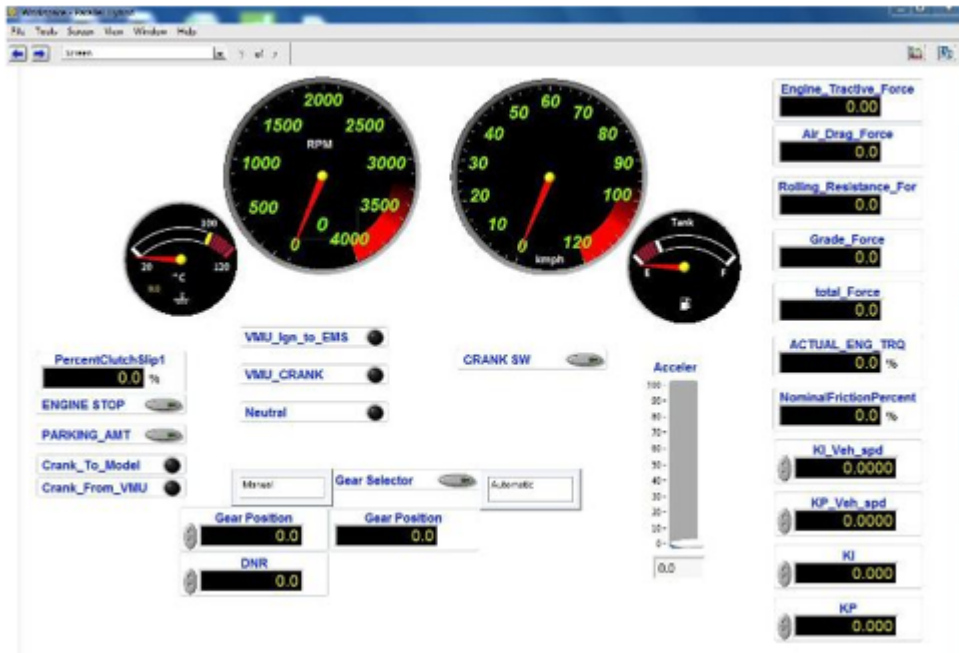 Workspace - Parallel_Hybrid
File Tools Screen View Window Help
screen
of
2000
1500 2500
RPM
1000 3000
500 3500
0
0 4000
60
50 70
40 80
30 90
20 100
10
0 120
kmph
100
20 120
°C
Tank
E F
Engine_Tractive_Force
0.00
Air_Drag_Force
0.0
Rolling_Resistance_For
0.0
Grade_Force
0.0
total_Force
0.0
ACTUAL_ENG_TRQ
0.0 %
NominalFrictionPercent
0.0 %
KI_Veh_spd
0.0000
KP_Veh_spd
0.0000
KI
0.000
KP
0.000
VMU_Ign_to_EMS
VMU_CRANK
Neutral
CRANK SW
PercentClutchSlip1
0.0 %
ENGINE STOP
PARKING_AMT
Crank_To_Model
Crank_From_VMU
Manual
Gear Selector
Automatic
Gear Position
0.0
Gear Position
0.0
DNR
0.0
Acceler
100
90
80
70
60
50
40
30
20
10
0
0.0